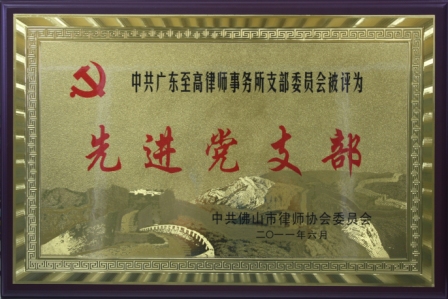 中共广东至高律师事务所支部委员会被评为
先进党支部
中共佛山市律师协会委员会
二〇一一年六月